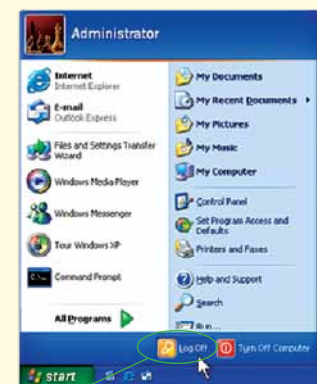 Administrator
Internet
Internet Explorer
E-mail
Outlook Express
Files and Settings Transfer
Wizard
Windows Media Player
Windows Messenger
Tour Windows XP
Command Prompt
All Programs
My Documents
My Recent Documents
My Pictures
My Music
My Computer
Control Panel
Set Program Access and
Defaults
Printers and Faxes
Help and Support
Search
Run...
Log Off
Turn Off Computer
start